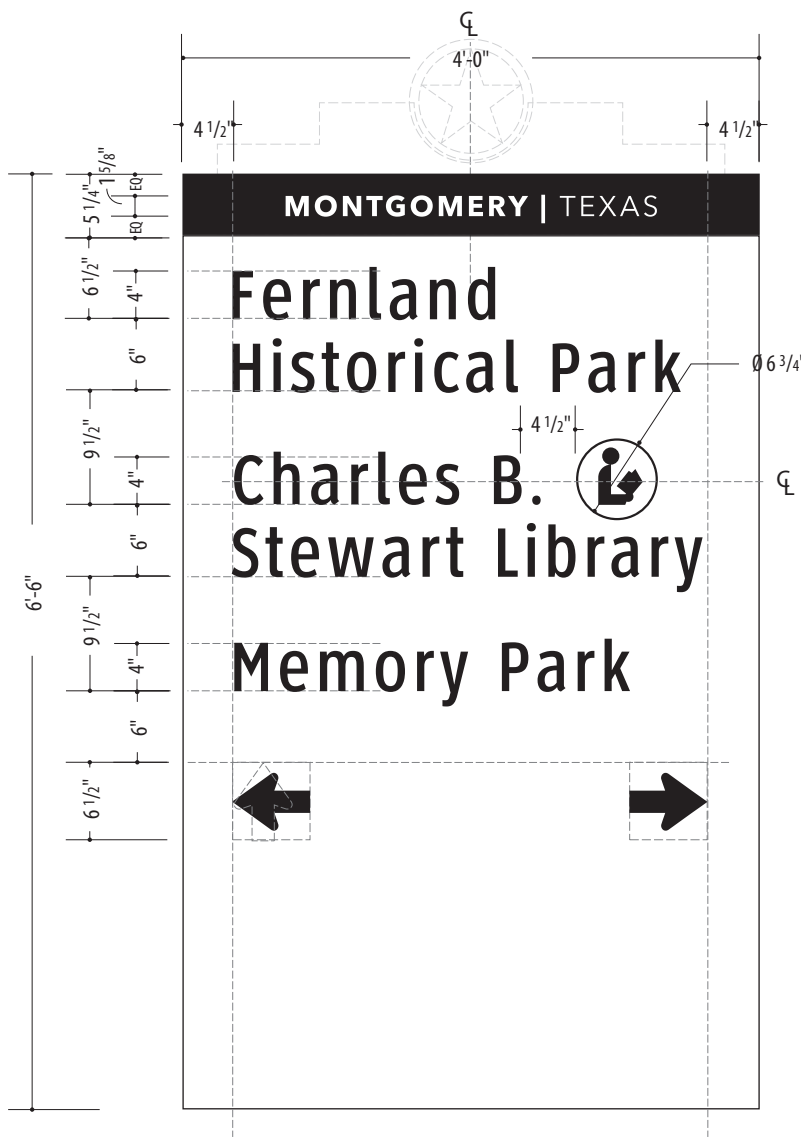 ℄
4'-0"
4 1/2"
4 1/2"
1 5/8"
EQ
5 1/4"
EQ
MONTGOMERY | TEXAS
6 1/2"
4"
Fernland
6"
Historical Park
Ø 6 3/4"
9 1/2"
4 1/2"
4"
Charles B.
℄
6"
Stewart Library
6'-6"
9 1/2"
4"
Memory Park
6"
6 1/2"